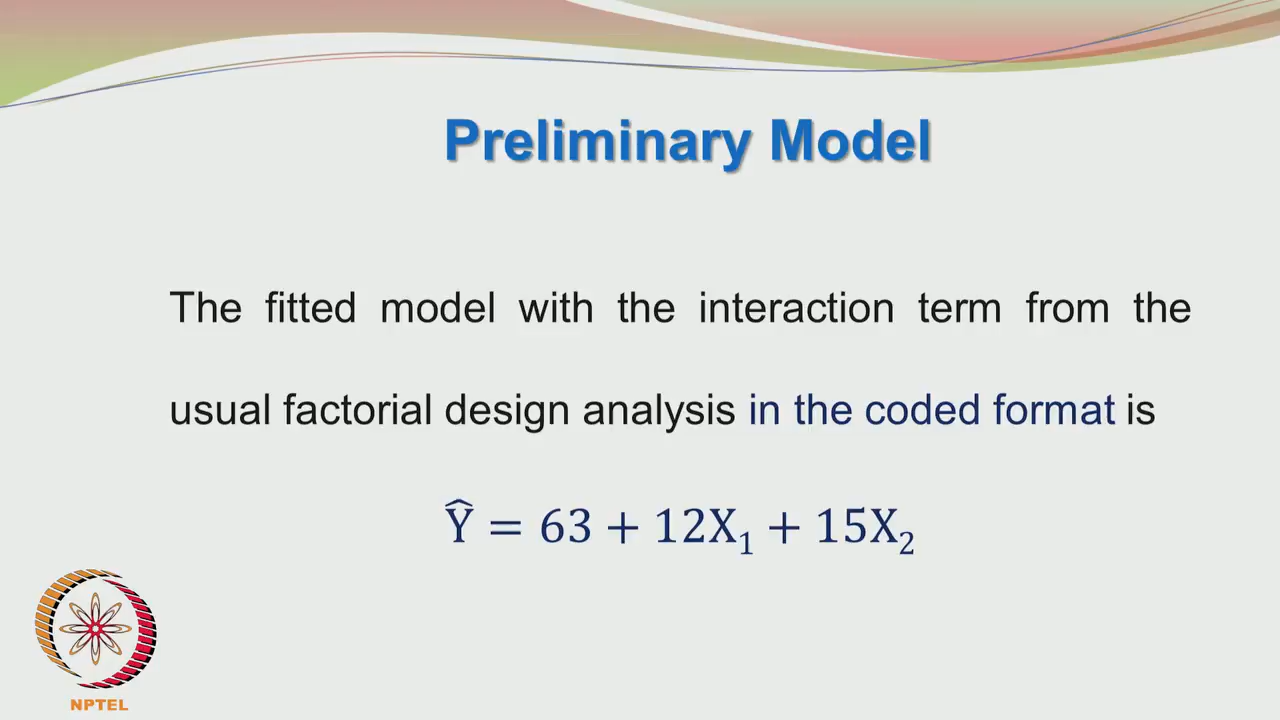 Preliminary Model
The fitted model with the interaction term from the
usual factorial design analysis in the coded format is
Ŷ = 63 + 12X₁ + 15X₂
NPTEL